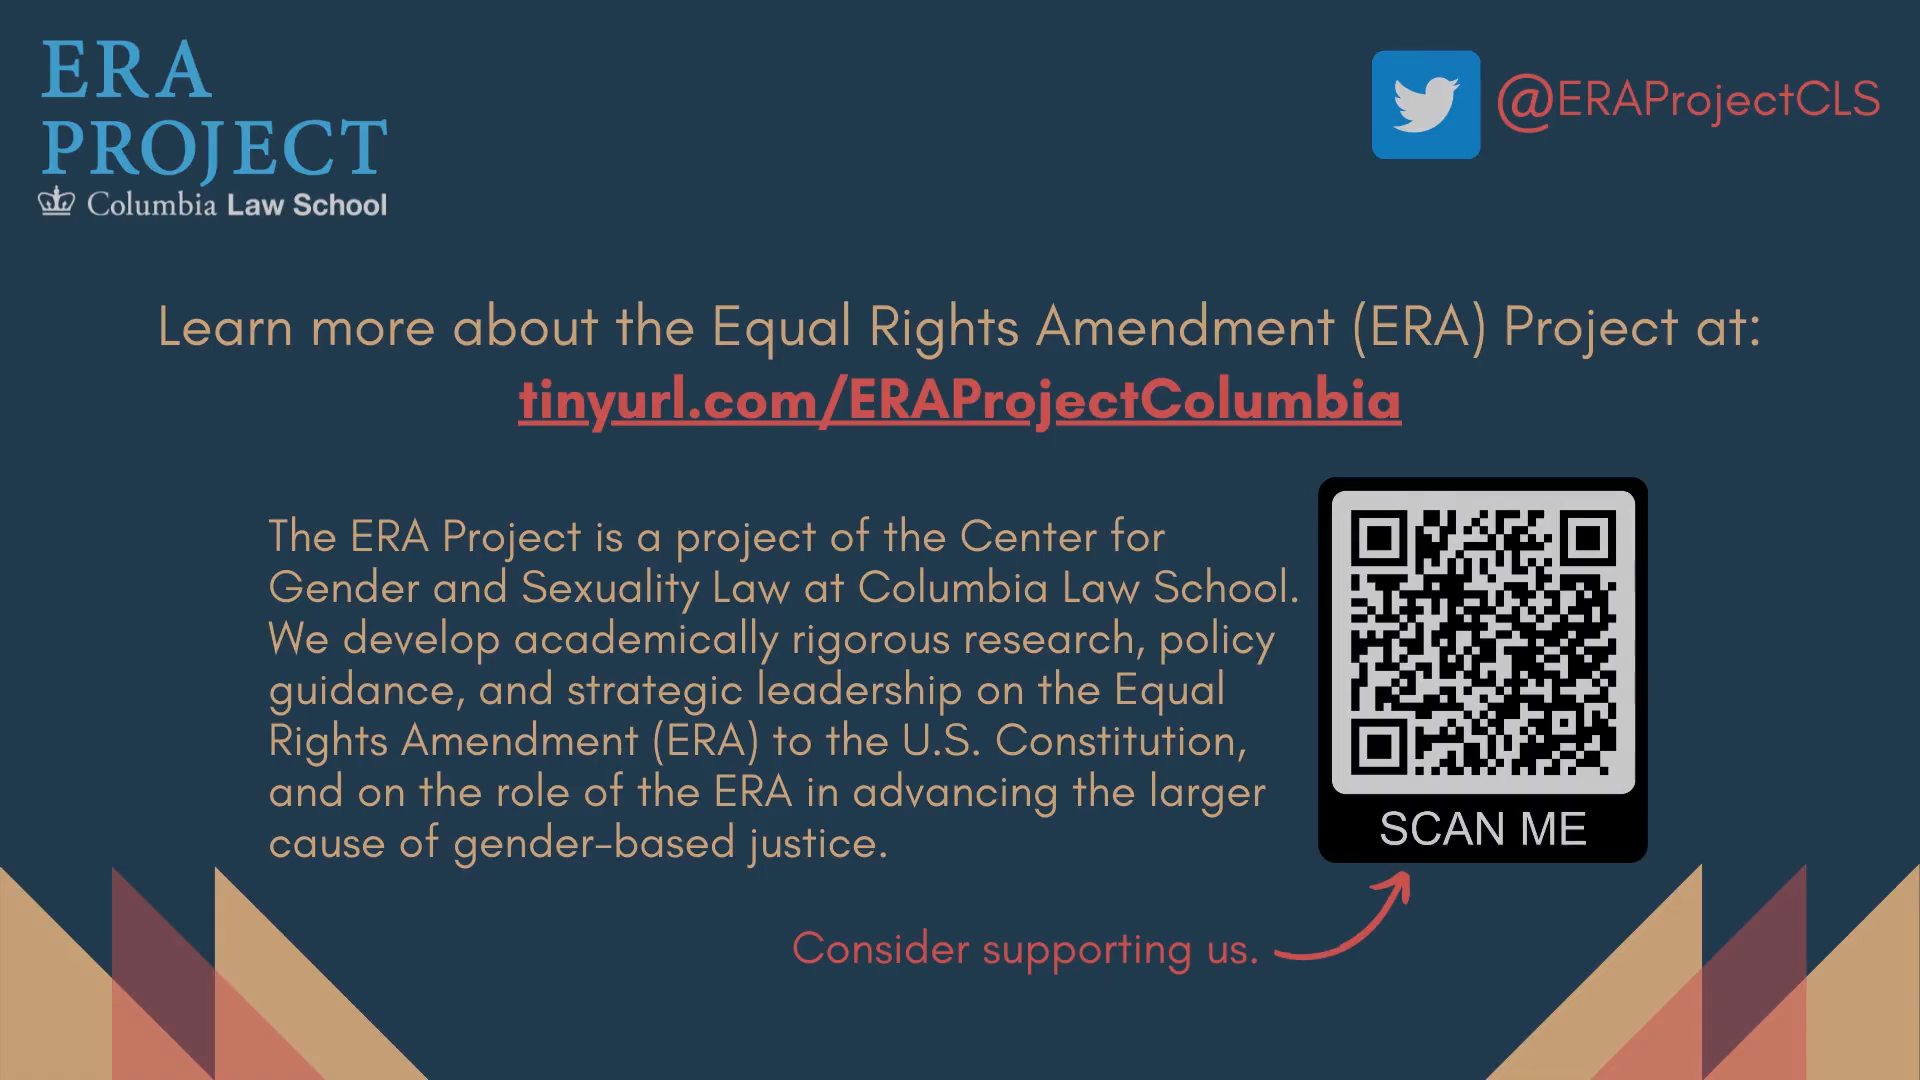 ERA
PROJECT
Columbia Law School
@ERAProjectCLS
Learn more about the Equal Rights Amendment (ERA) Project at:
tinyurl.com/ERAProjectColumbia
The ERA Project is a project of the Center for
Gender and Sexuality Law at Columbia Law School.
We develop academically rigorous research, policy
guidance, and strategic leadership on the Equal
Rights Amendment (ERA) to the U.S. Constitution,
and on the role of the ERA in advancing the larger
cause of gender-based justice.
SCAN ME
Consider supporting us.